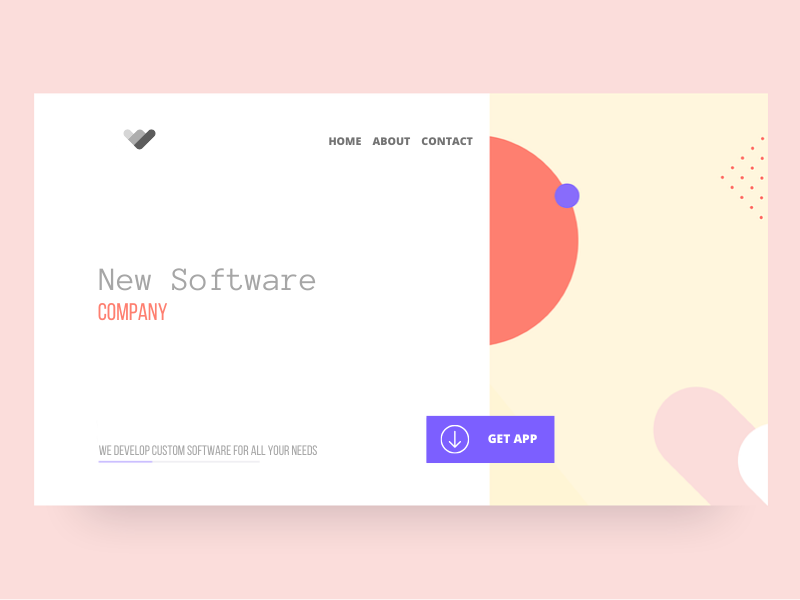 HOME ABOUT CONTACT
New Software
COMPANY
WE DEVELOP CUSTOM SOFTWARE FOR ALL YOUR NEEDS
GET APP